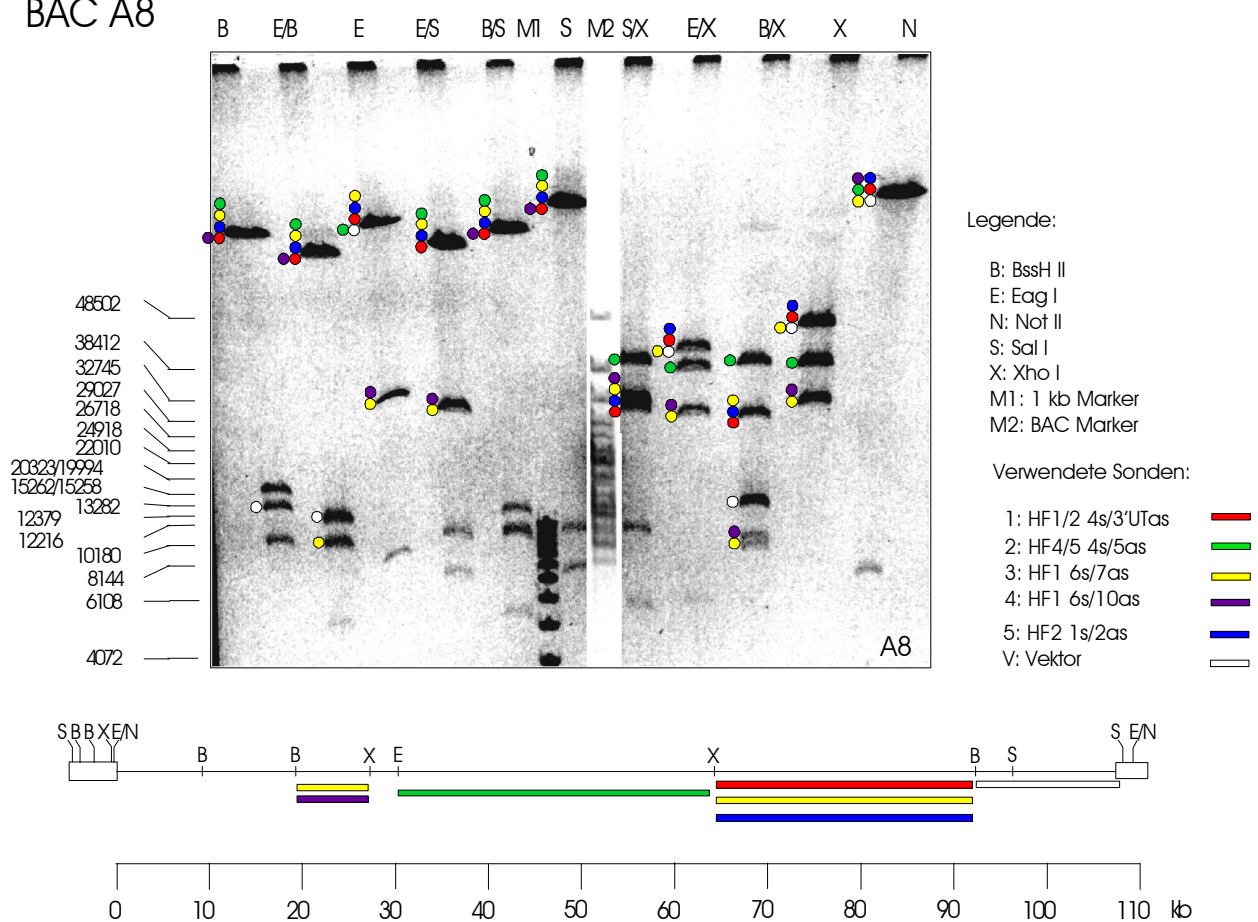 BAC A8
B E/B E E/S B/S M1 S M2 S/X E/X B/X X N
48502
38412
32745
29027
26718
24918
22010
20323/19994
15262/15258
13282
12379
12216
10180
8144
6108
4072
A8
Legende:
B: BssH II
E: Eag I
N: Not II
S: Sal I
X: Xho I
M1: 1 kb Marker
M2: BAC Marker
Verwendete Sonden:
1: HF1/2 4s/3'UTas
2: HF4/5 4s/5as
3: HF1 6s/7as
4: HF1 6s/10as
5: HF2 1s/2as
V: Vektor
S B B X E/N B B X E X B S S E/N
0 10 20 30 40 50 60 70 80 90 100 110 kb